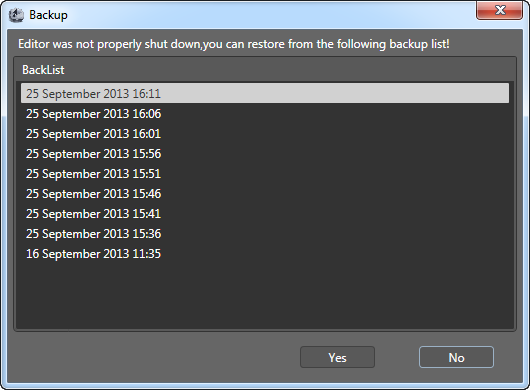 Backup
Editor was not properly shut down,you can restore from the following backup list!
BackList
25 September 2013 16:11
25 September 2013 16:06
25 September 2013 16:01
25 September 2013 15:56
25 September 2013 15:51
25 September 2013 15:46
25 September 2013 15:41
25 September 2013 15:36
16 September 2013 11:35
Yes
No